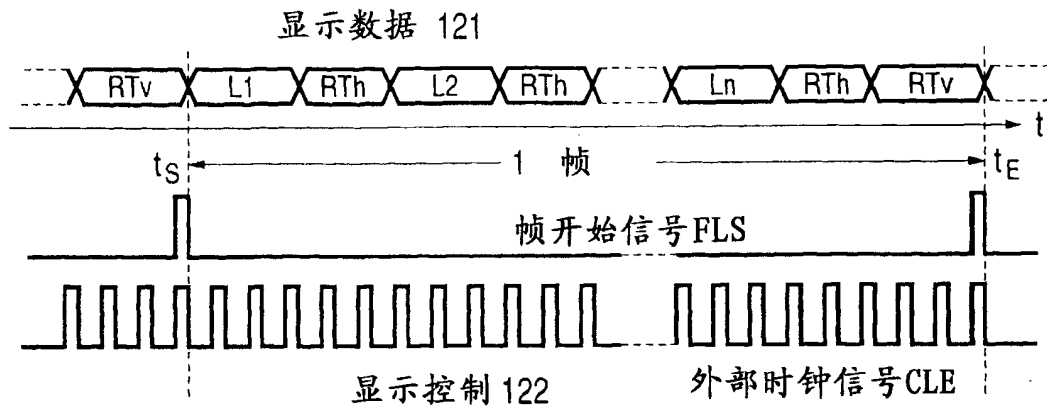 显示数据 121
RTv L1 RTh L2 RTh Ln RTh RTv
t
tS 1 帧 tE
帧开始信号FLS
显示控制 122 外部时钟信号CLE